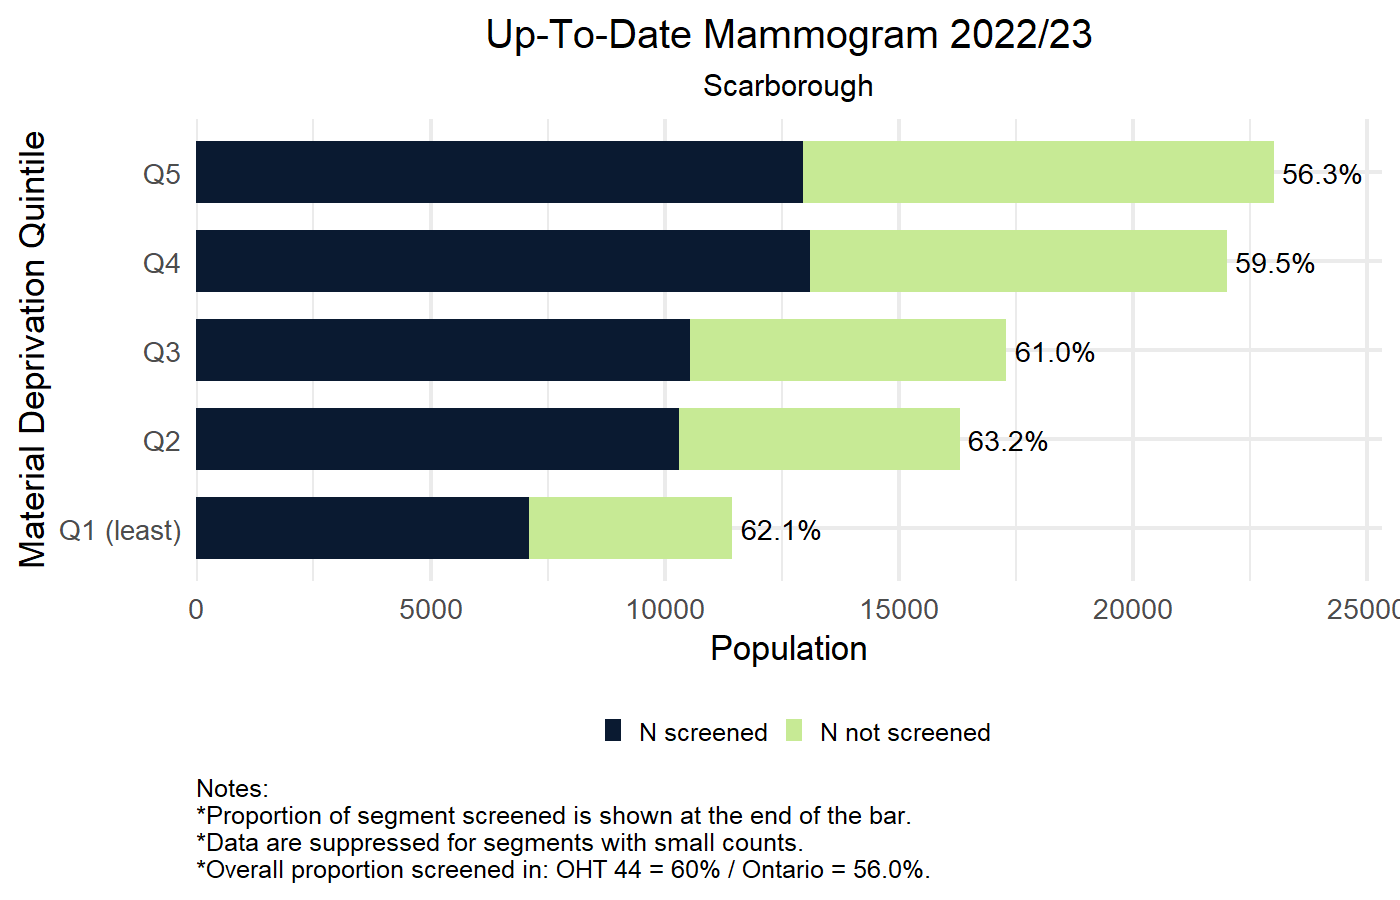 Up-To-Date Mammogram 2022/23
Scarborough
Material Deprivation Quintile
Q5
56.3%
Q4
59.5%
Q3
61.0%
Q2
63.2%
Q1 (least)
62.1%
0 5000 10000 15000 20000 25000
Population
N screened N not screened
Notes:
*Proportion of segment screened is shown at the end of the bar.
*Data are suppressed for segments with small counts.
*Overall proportion screened in: OHT 44 = 60% / Ontario = 56.0%.